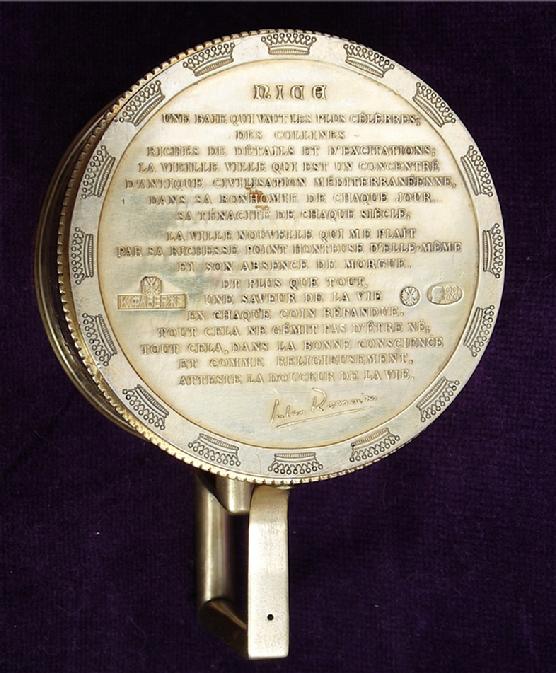 NICE
UNE BAIE QUI VAUT LES PLUS CÉLÈBRES;
DES COLLINES
RICHES DE DÉTAILS ET D'EXCITATIONS;
LA VIEILLE VILLE QUI EST UN CONCENTRÉ
D'ANTIQUE CIVILISATION MÉDITERRANÉENNE,
DANS SA BONHOMIE DE CHAQUE JOUR,
SA TÉNACITÉ DE CHAQUE SIÈCLE,
LA VILLE NOUVELLE QUI ME PLAÎT
PAR SA RICHESSE POINT HONTEUSE D'ELLE-MÊME
ET SON ABSENCE DE MORGUE..
ET PLUS QUE TOUT,
UNE SAVEUR DE LA VIE
EN CHAQUE COIN RÉPANDUE.
TOUT CELA NE GÉMIT PAS D'ÊTRE NÉ,
TOUT CELA, DANS LA BONNE CONSCIENCE
ET COMME RELIGIEUSEMENT,
ATTESTE LA DOUCEUR DE LA VIE,
Jules Romains
К.ФАБЕРЖЕ